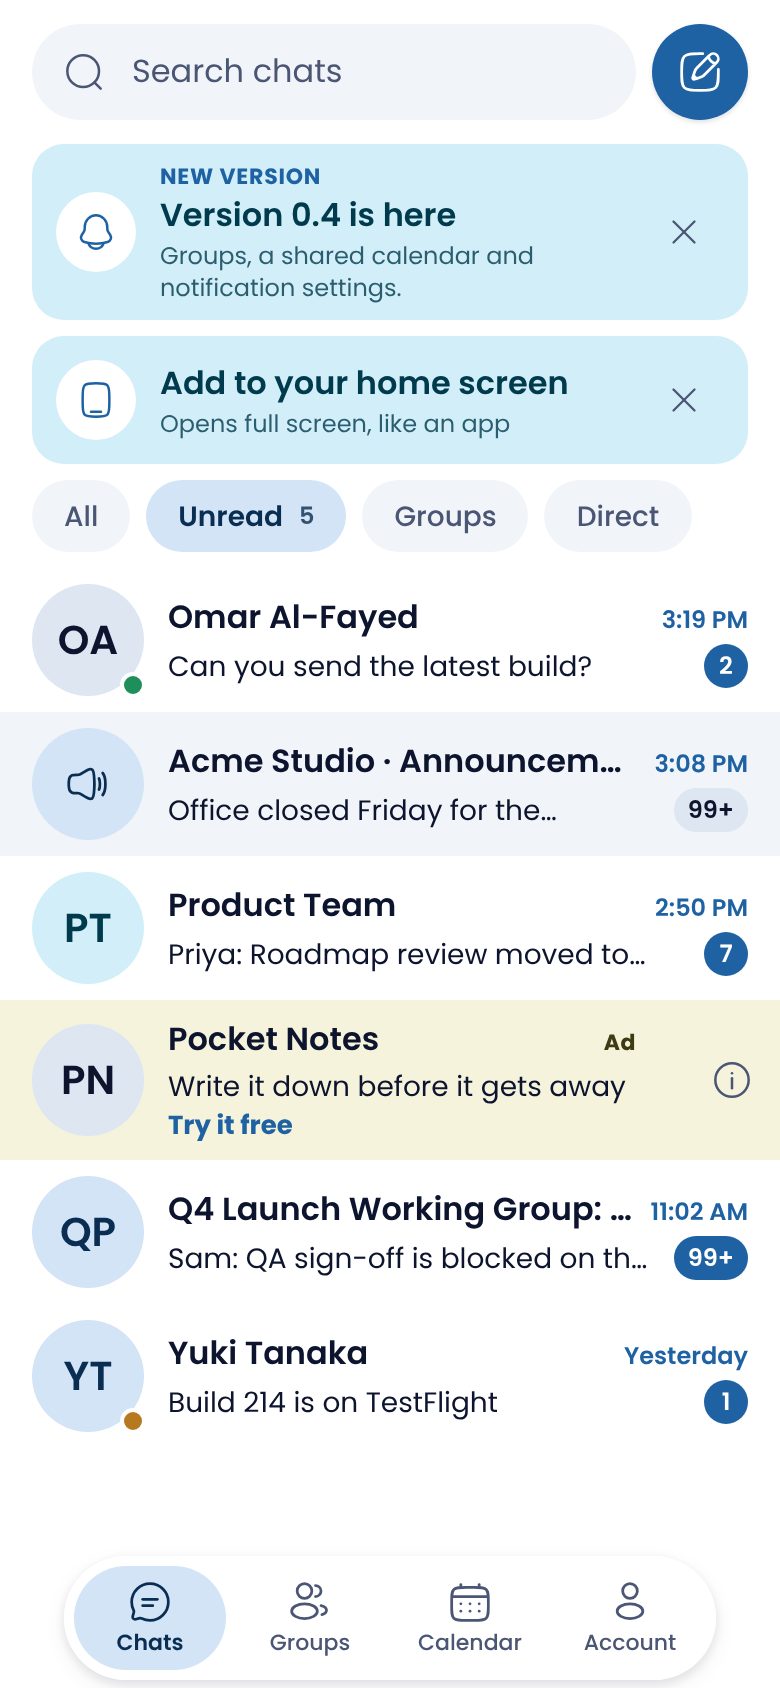 Search chats
NEW VERSION
Version 0.4 is here
Groups, a shared calendar and
notification settings.
Add to your home screen
Opens full screen, like an app
All
Unread 5
Groups
Direct
OA
Omar Al-Fayed
3:19 PM
Can you send the latest build?
2
Acme Studio · Announcem...
3:08 PM
Office closed Friday for the...
99+
PT
Product Team
2:50 PM
Priya: Roadmap review moved to...
7
PN
Pocket Notes
Ad
Write it down before it gets away
Try it free
QP
Q4 Launch Working Group: ...
11:02 AM
Sam: QA sign-off is blocked on th...
99+
YT
Yuki Tanaka
Yesterday
Build 214 is on TestFlight
1
Chats
Groups
Calendar
Account